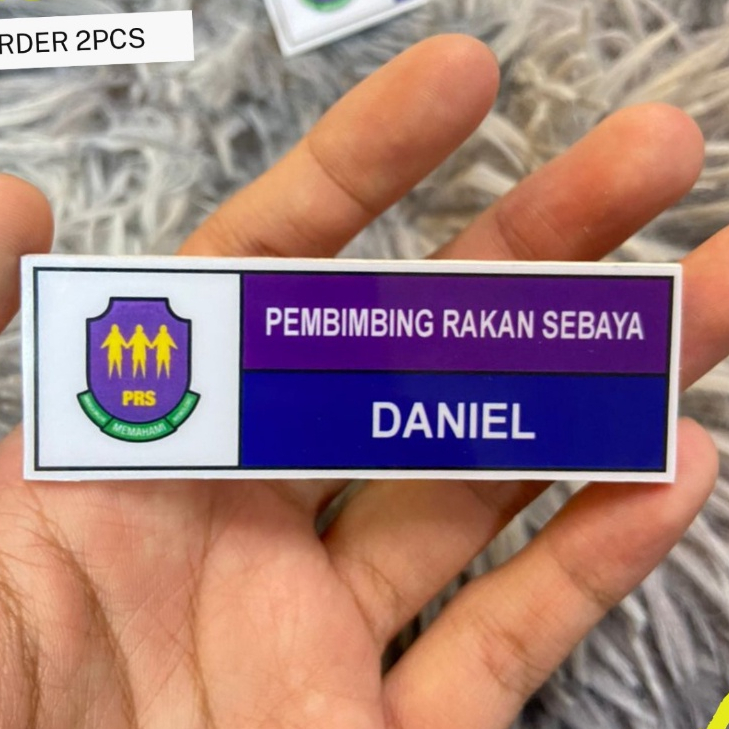 RDER 2PCS
PEMBIMBING RAKAN SEBAYA
DANIEL
PRS
MEMAHAMI